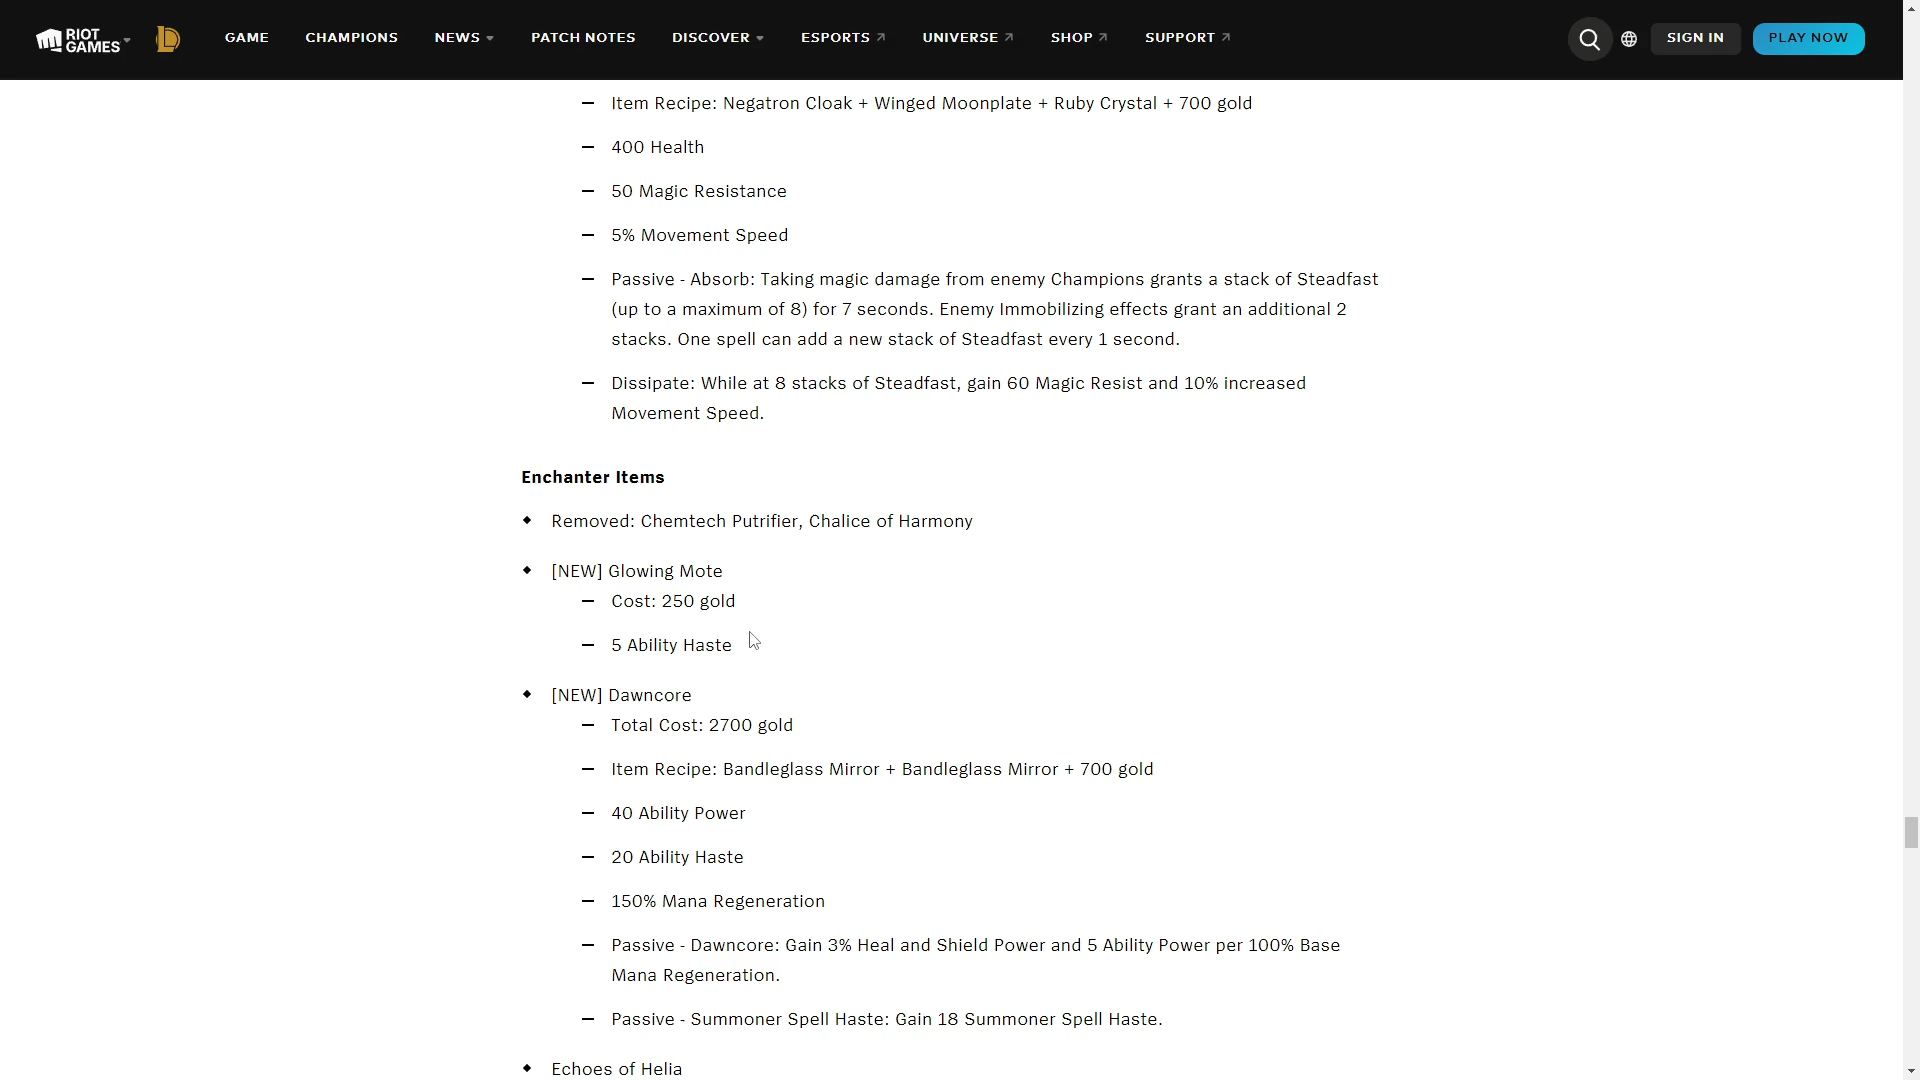 RIOT GAMES
GAME CHAMPIONS NEWS PATCH NOTES DISCOVER ESPORTS UNIVERSE SHOP SUPPORT SIGN IN PLAY NOW
— Item Recipe: Negatron Cloak + Winged Moonplate + Ruby Crystal + 700 gold
— 400 Health
— 50 Magic Resistance
— 5% Movement Speed
— Passive - Absorb: Taking magic damage from enemy Champions grants a stack of Steadfast
(up to a maximum of 8) for 7 seconds. Enemy Immobilizing effects grant an additional 2
stacks. One spell can add a new stack of Steadfast every 1 second.
— Dissipate: While at 8 stacks of Steadfast, gain 60 Magic Resist and 10% increased
Movement Speed.
Enchanter Items
◆ Removed: Chemtech Putrifier, Chalice of Harmony
◆ [NEW] Glowing Mote
— Cost: 250 gold
— 5 Ability Haste
◆ [NEW] Dawncore
— Total Cost: 2700 gold
— Item Recipe: Bandleglass Mirror + Bandleglass Mirror + 700 gold
— 40 Ability Power
— 20 Ability Haste
— 150% Mana Regeneration
— Passive - Dawncore: Gain 3% Heal and Shield Power and 5 Ability Power per 100% Base
Mana Regeneration.
— Passive - Summoner Spell Haste: Gain 18 Summoner Spell Haste.
◆ Echoes of Helia